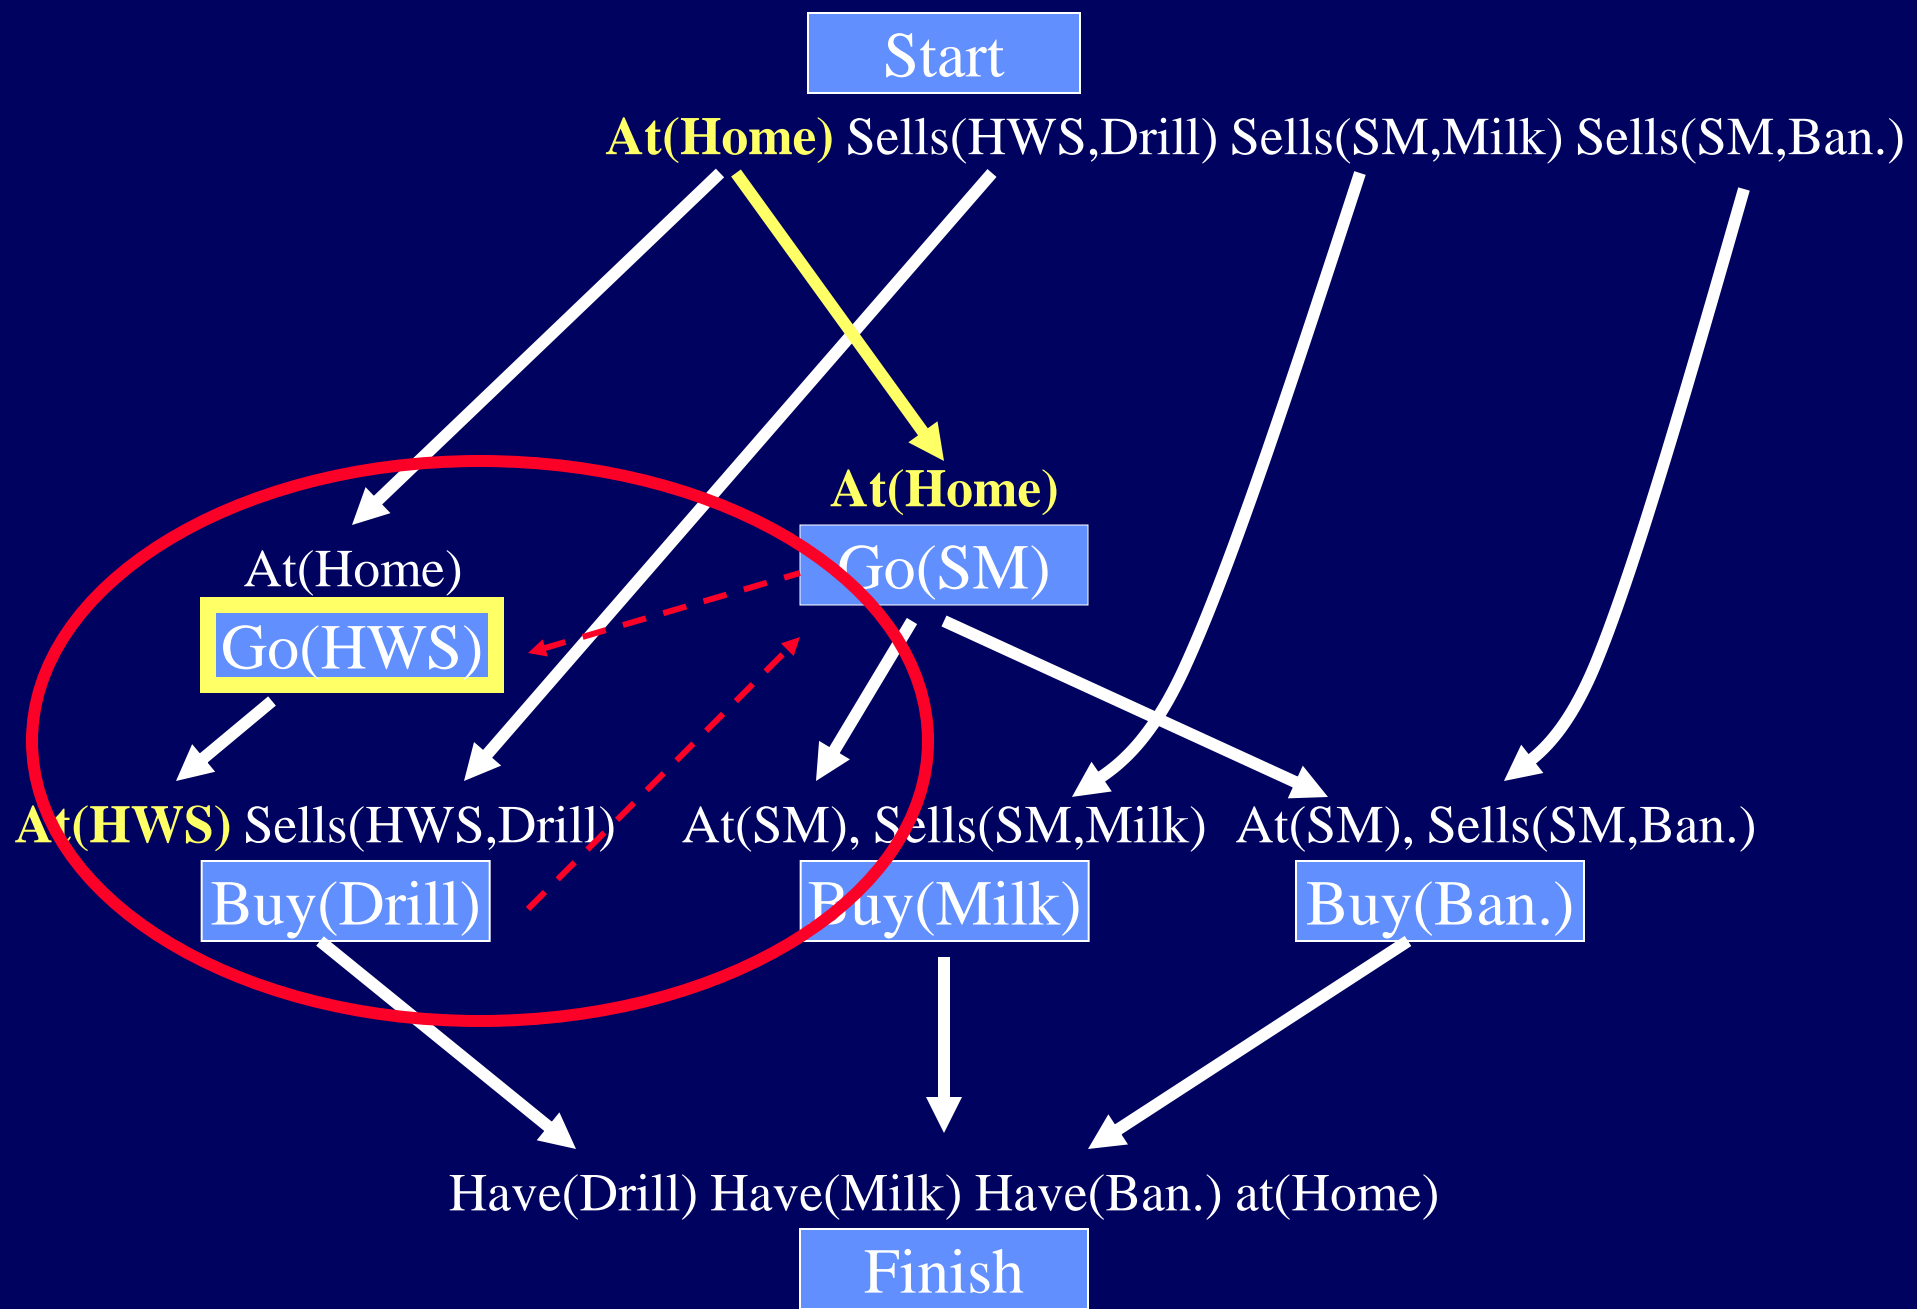 Start
At(Home) Sells(HWS,Drill) Sells(SM,Milk) Sells(SM,Ban.)
At(Home)
Go(SM)
At(Home)
Go(HWS)
At(HWS) Sells(HWS,Drill) At(SM), Sells(SM,Milk) At(SM), Sells(SM,Ban.)
Buy(Drill) Buy(Milk) Buy(Ban.)
Have(Drill) Have(Milk) Have(Ban.) at(Home)
Finish